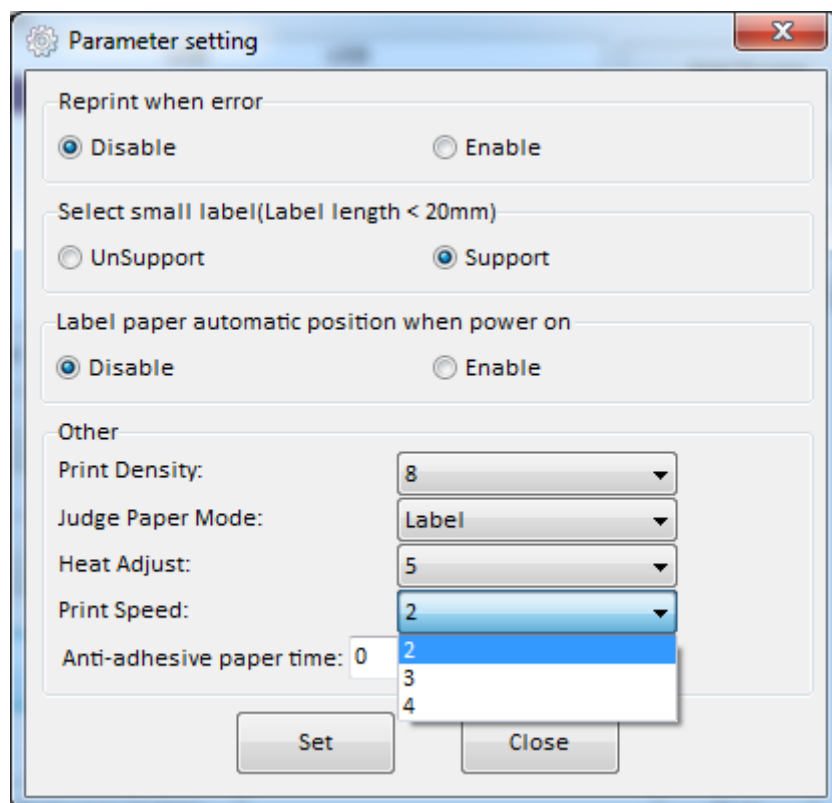 Parameter setting
Reprint when error
Disable Enable
Select small label(Label length < 20mm)
UnSupport Support
Label paper automatic position when power on
Disable Enable
Other
Print Density: 8
Judge Paper Mode: Label
Heat Adjust: 5
Print Speed: 2
Anti-adhesive paper time: 0 2
3
4
Set Close